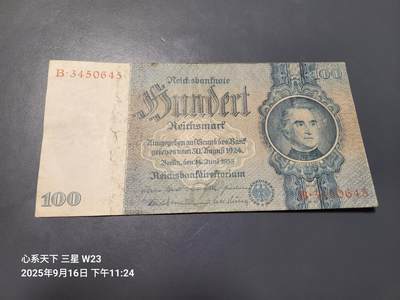 B·3450645
Reichsbanknote
100
Hundert
Reichsmark
Ausgegeben auf Grund des Bank
gesetzes vom 30. August 1924
Berlin, den 24. Juni 1935
Reichsbankdirektorium
100
B·3450645
心系天下 三星 W23
2025年9月16日 下午11:24